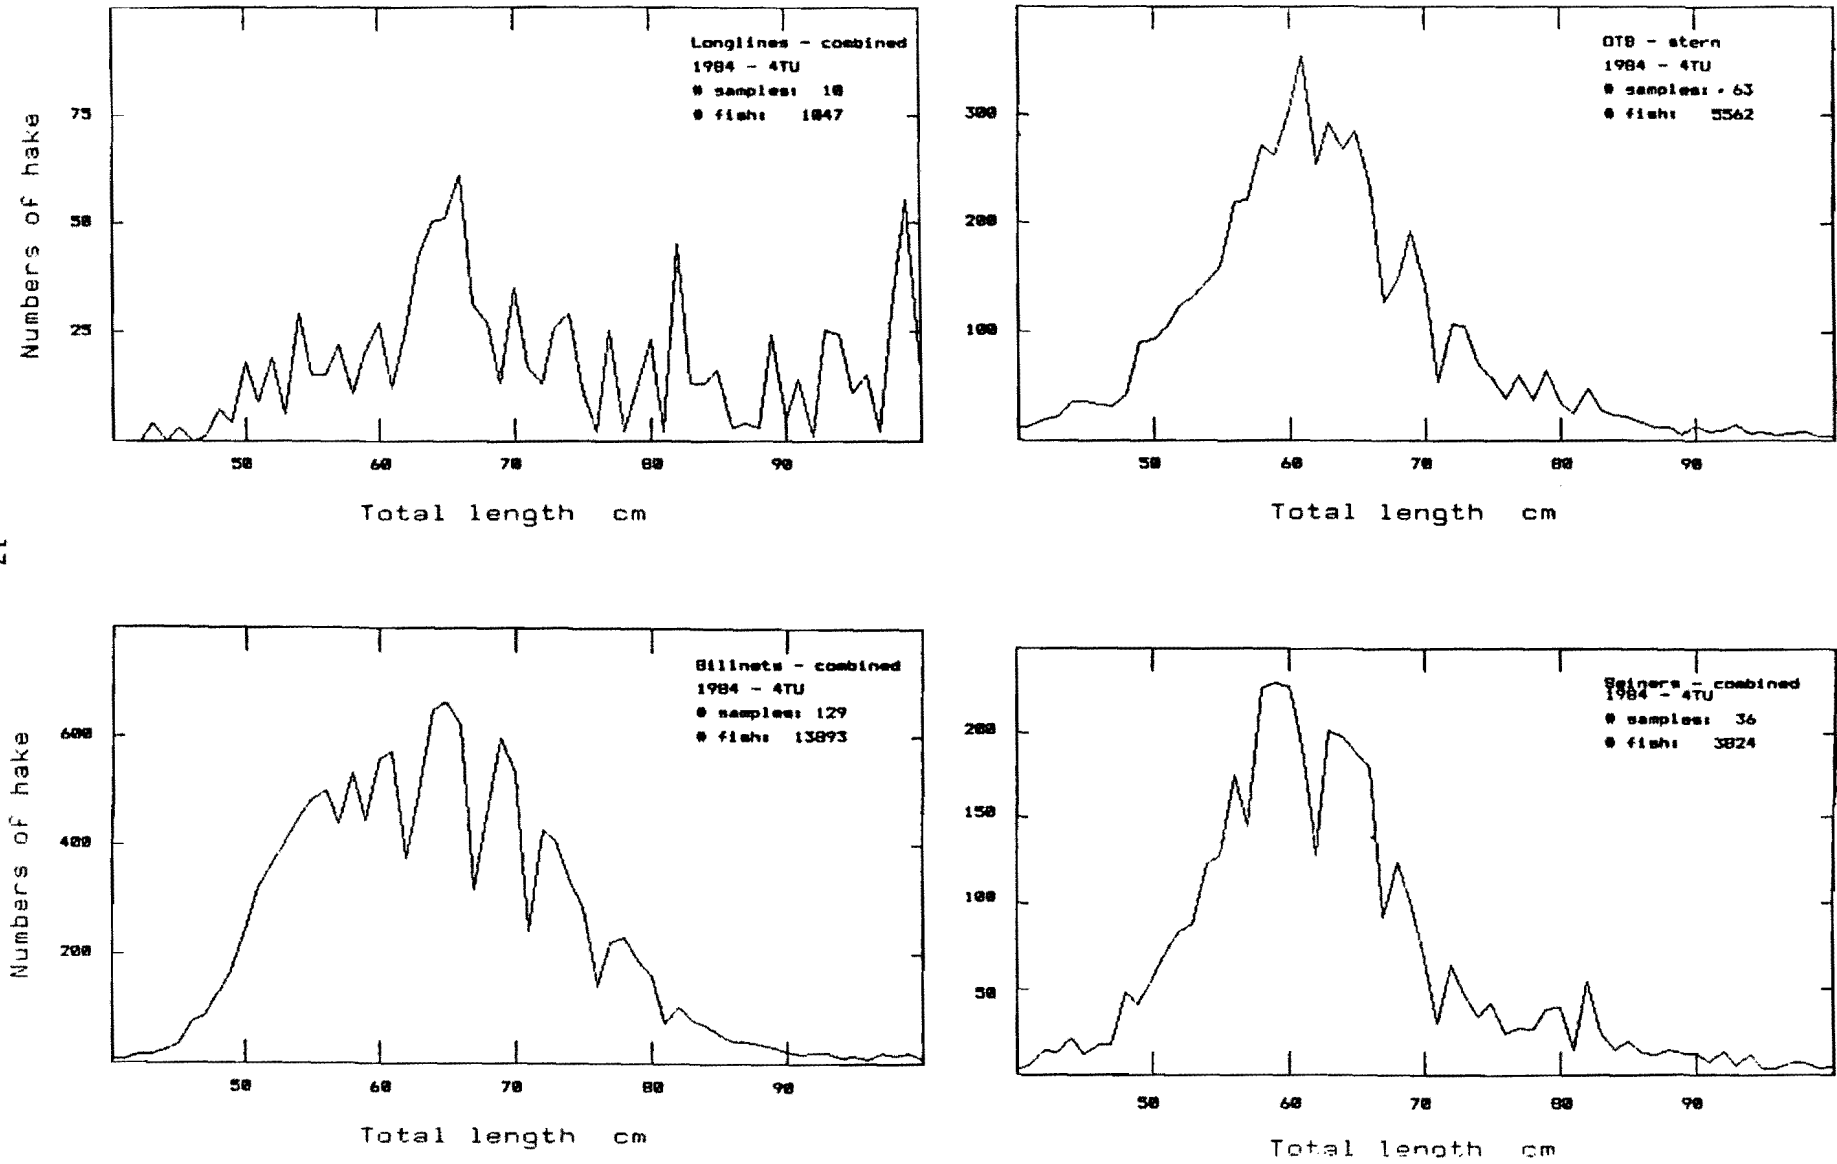 Longlines - combined
1984 - 4TU
# samples: 10
# fish: 1047
Numbers of hake
75
50
25
50 60 70 80 90
Total length cm
OTB - stern
1984 - 4TU
# samples: 63
# fish: 5562
300
200
100
50 60 70 80 90
Total length cm
17
Gillnets - combined
1984 - 4TU
# samples: 129
# fish: 13893
Numbers of hake
600
400
200
50 60 70 80 90
Total length cm
Seiners - combined
1984 - 4TU
# samples: 36
# fish: 3824
200
150
100
50
50 60 70 80 90
Total length cm